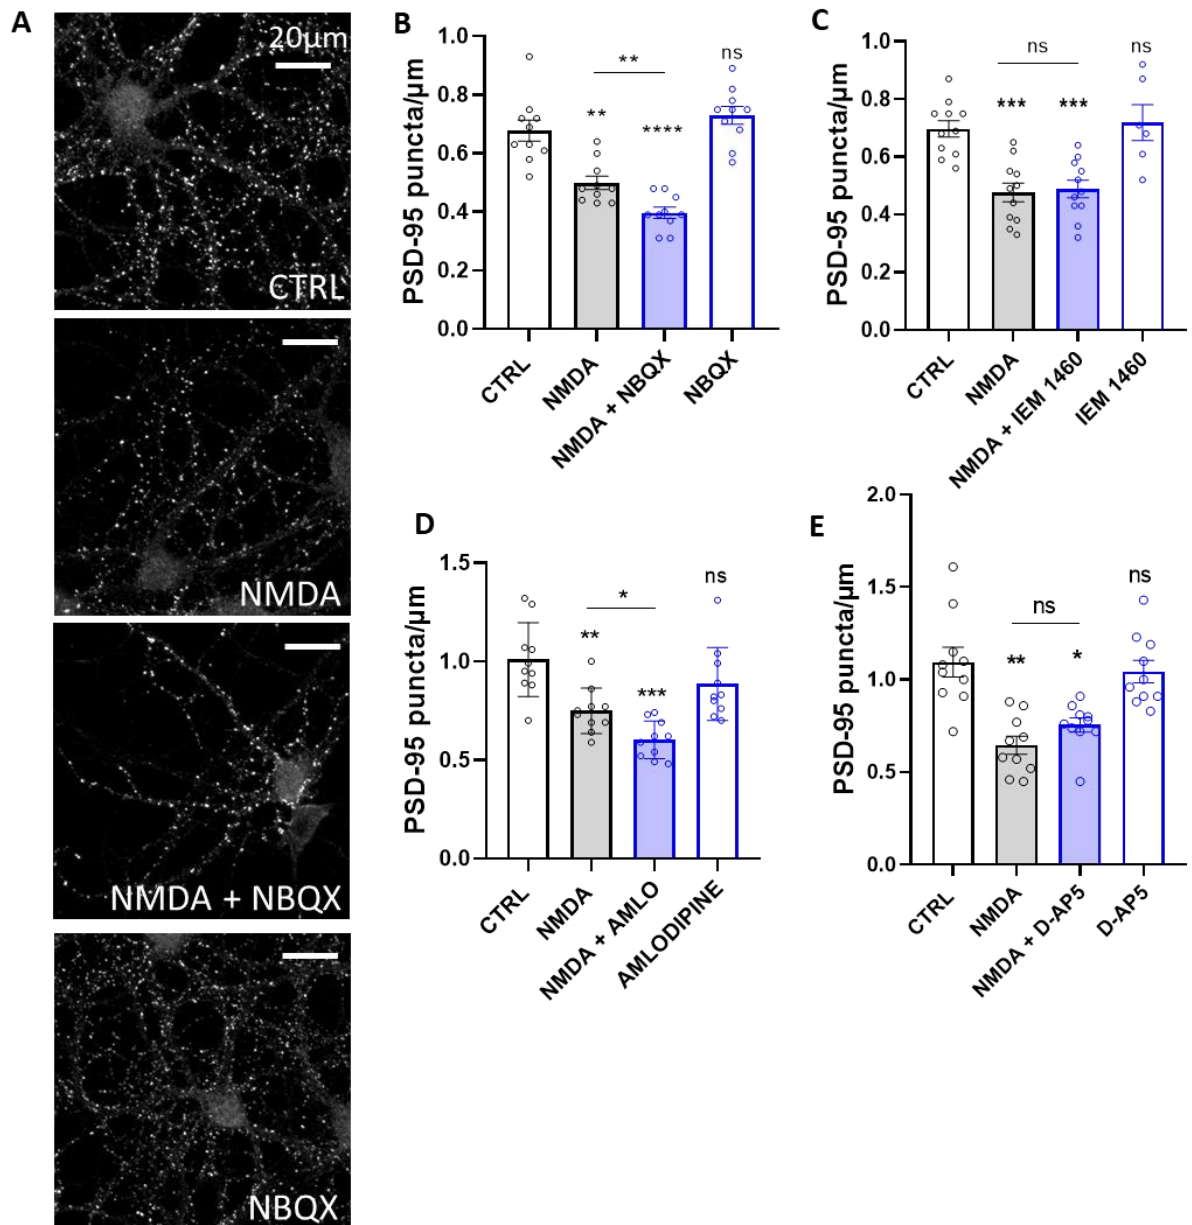 A
20µm
CTRL
NMDA
NMDA + NBQX
NBQX
B
PSD-95 puncta/µm
1.0
0.8
0.6
0.4
0.2
0.0
**
**
****
ns
CTRL
NMDA
NMDA + NBQX
NBQX
C
PSD-95 puncta/µm
1.0
0.8
0.6
0.4
0.2
0.0
ns
***
***
ns
CTRL
NMDA
NMDA + IEM 1460
IEM 1460
D
PSD-95 puncta/µm
1.5
1.0
0.5
0.0
*
**
***
ns
CTRL
NMDA
NMDA + AMLO
AMLODIPINE
E
PSD-95 puncta/µm
2.0
1.5
1.0
0.5
0.0
ns
**
*
ns
CTRL
NMDA
NMDA + D-AP5
D-AP5